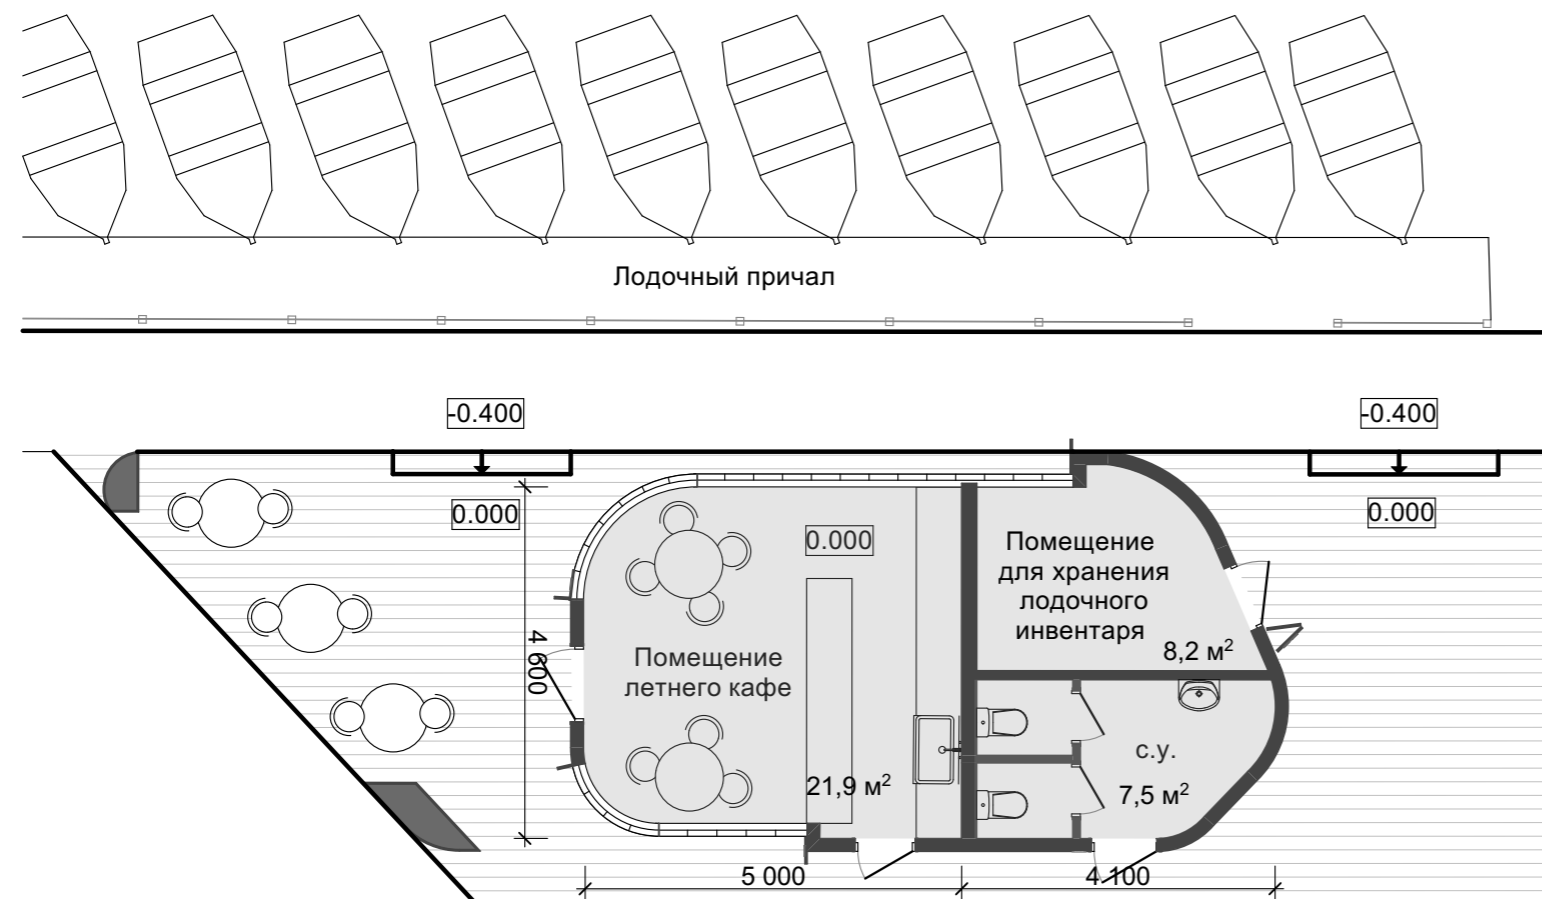 Лодочный причал
-0.400
-0.400
0.000
0.000
0.000
Помещение
для хранения
лодочного
инвентаря
8,2 м²
4 600
Помещение
летнего кафе
21,9 м²
с.у.
7,5 м²
5 000
4 100